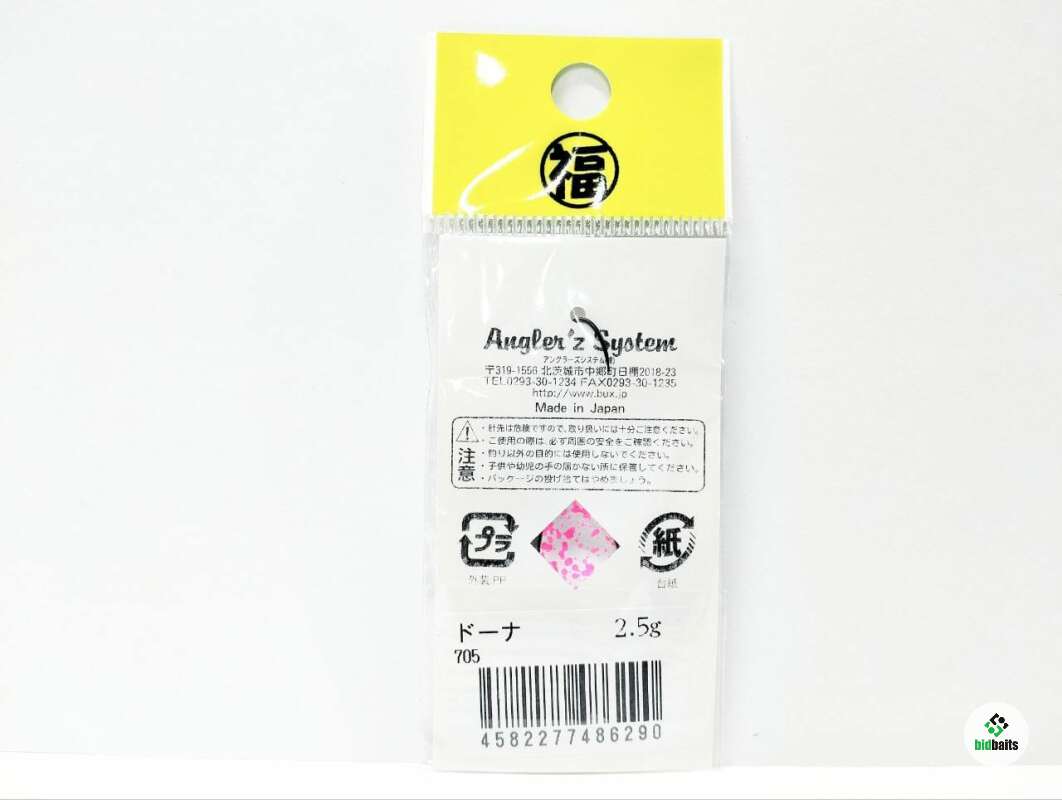 福
Angler'z System
アングラーズシステム(有)
〒319-1556 北茨城市中郷町日棚2018-23
TEL0293-30-1234 FAX0293-30-1235
http://www.bux.jp
Made in Japan
注意
・針先は危険ですので、取り扱いには十分ご注意ください。
・ご使用の際は、必ず周囲の安全をご確認ください。
・釣り以外の目的には使用しないでください。
・子供や幼児の手の届かない所に保管してください。
・パッケージの投げ捨てはやめましょう。
プラ
紙
外装:PP
台紙
ドーナ 2.5g
705
4582277486290
bidbaits